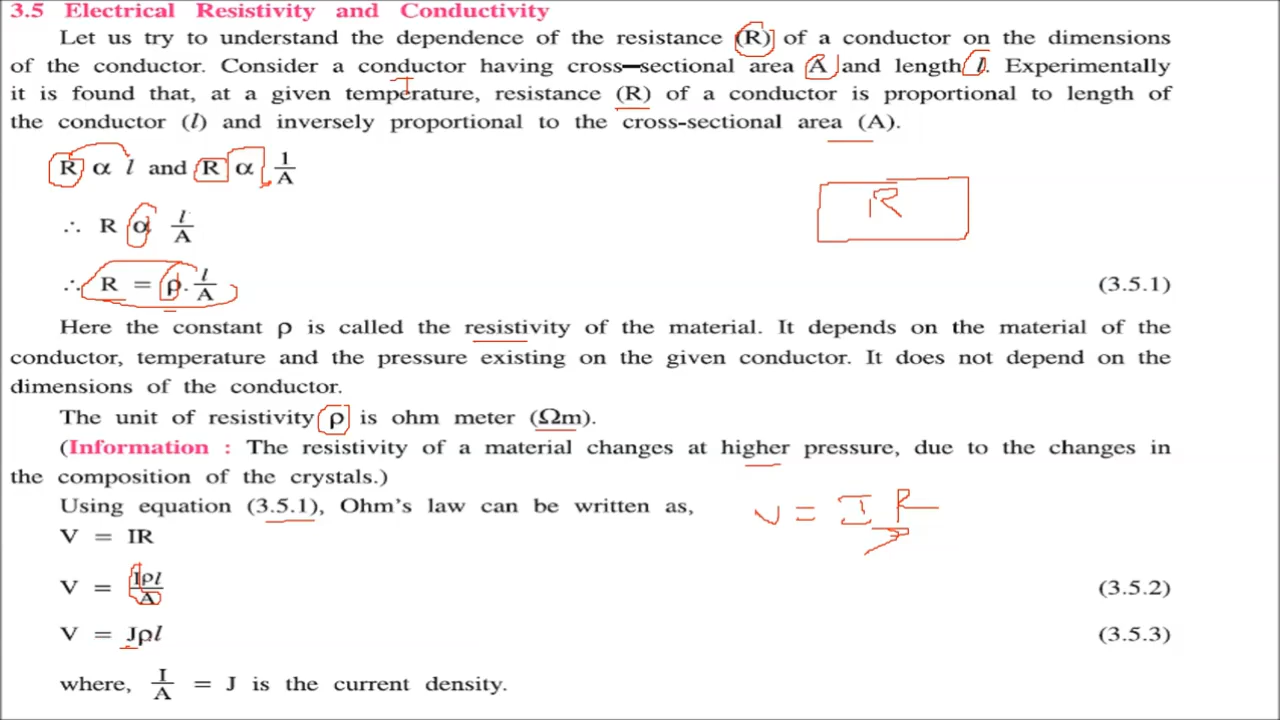 3.5 Electrical Resistivity and Conductivity
Let us try to understand the dependence of the resistance (R) of a conductor on the dimensions
of the conductor. Consider a conductor having cross-sectional area A and length l. Experimentally
it is found that, at a given temperature, resistance (R) of a conductor is proportional to length of
the conductor (l) and inversely proportional to the cross-sectional area (A).
R α l and R α 1/A
R
∴ R α l/A
∴ R = ρ. l/A (3.5.1)
Here the constant ρ is called the resistivity of the material. It depends on the material of the
conductor, temperature and the pressure existing on the given conductor. It does not depend on the
dimensions of the conductor.
The unit of resistivity ρ is ohm meter (Ωm).
(Information : The resistivity of a material changes at higher pressure, due to the changes in
the composition of the crystals.)
Using equation (3.5.1), Ohm's law can be written as,
V = I R
V = IR
V = Iρl/A (3.5.2)
V = Jρl (3.5.3)
where, I/A = J is the current density.